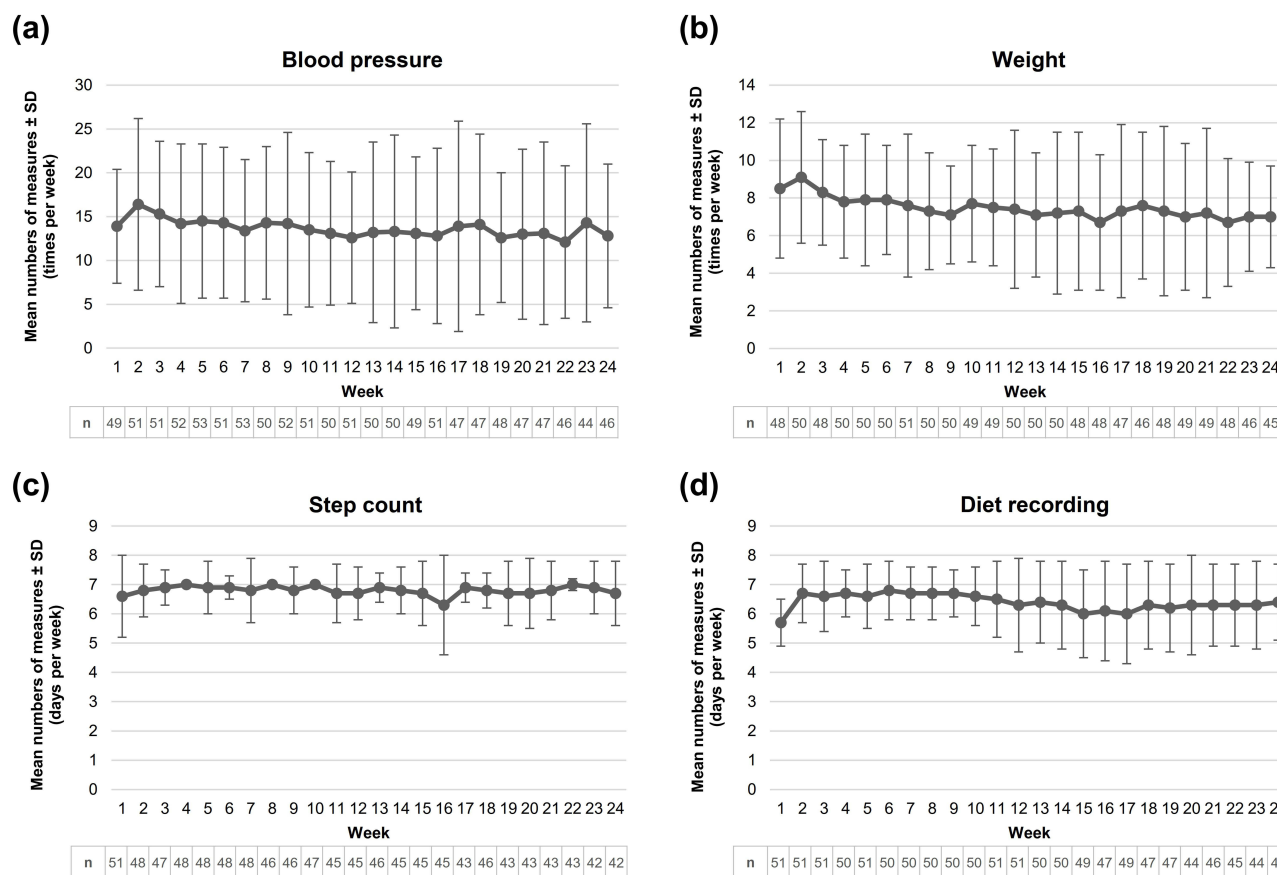 (a)
Blood pressure
Mean numbers of measures ± SD
(times per week)
30
25
20
15
10
5
0
1 2 3 4 5 6 7 8 9 10 11 12 13 14 15 16 17 18 19 20 21 22 23 24
Week
n 49 51 51 52 53 51 53 50 52 51 50 51 50 50 49 51 47 47 48 47 47 46 44 46
(b)
Weight
Mean numbers of measures ± SD
(times per week)
14
12
10
8
6
4
2
0
1 2 3 4 5 6 7 8 9 10 11 12 13 14 15 16 17 18 19 20 21 22 23 24
Week
n 48 50 48 50 50 50 51 50 50 49 49 50 50 50 48 48 47 46 48 49 49 48 46 45
(c)
Step count
Mean numbers of measures ± SD
(days per week)
9
8
7
6
5
4
3
2
1
0
1 2 3 4 5 6 7 8 9 10 11 12 13 14 15 16 17 18 19 20 21 22 23 24
Week
n 51 48 47 48 48 48 48 46 46 47 45 45 46 45 45 45 43 46 43 43 43 43 42 42
(d)
Diet recording
Mean numbers of measures ± SD
(days per week)
9
8
7
6
5
4
3
2
1
0
1 2 3 4 5 6 7 8 9 10 11 12 13 14 15 16 17 18 19 20 21 22 23
Week
n 51 51 51 50 51 50 50 50 50 50 51 51 50 50 49 47 49 47 47 44 46 45 44